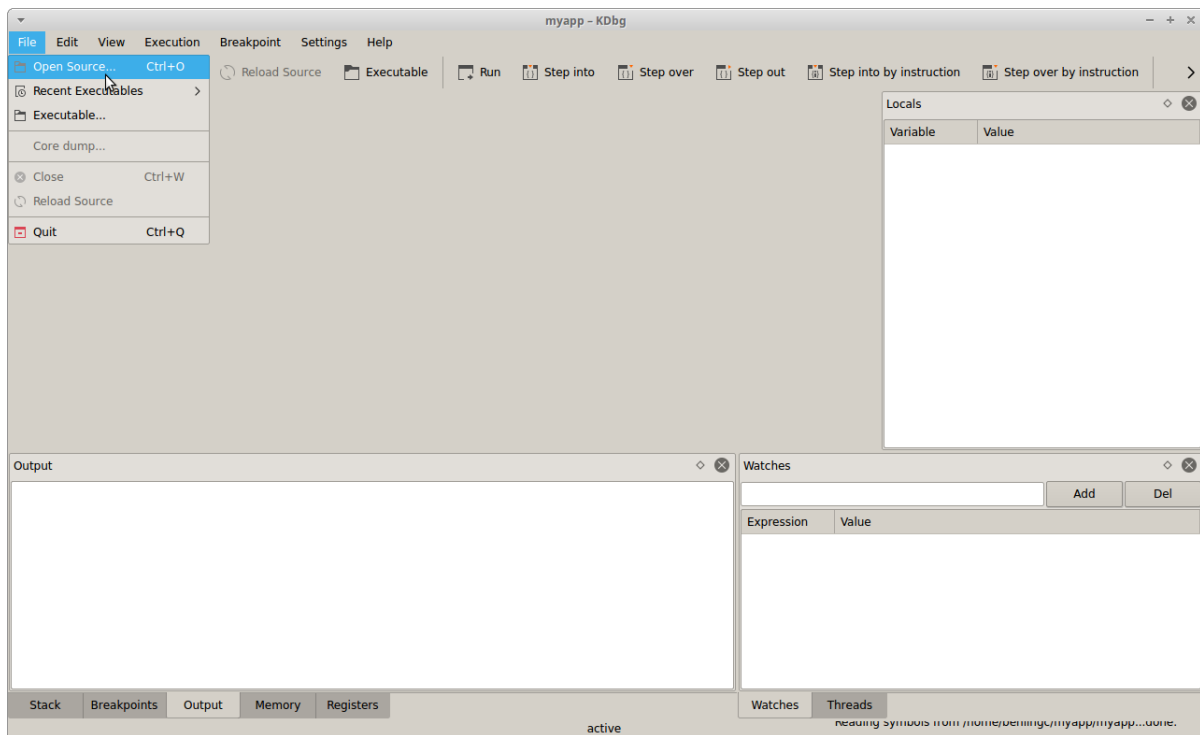 myapp – KDbg
File Edit View Execution Breakpoint Settings Help
Open Source... Ctrl+O
Recent Executables
Executable...
Core dump...
Close Ctrl+W
Reload Source
Quit Ctrl+Q
Reload Source Executable Run Step into Step over Step out Step into by instruction Step over by instruction
Locals
Variable Value
Output
Watches
Add Del
Expression Value
Stack Breakpoints Output Memory Registers
Watches Threads
active
Reading symbols from